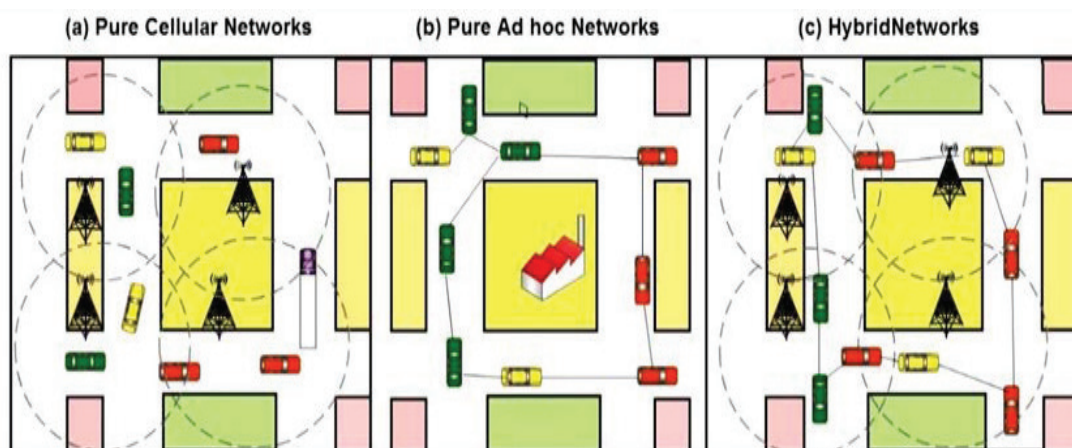 (a) Pure Cellular Networks
(b) Pure Ad hoc Networks
(c) HybridNetworks